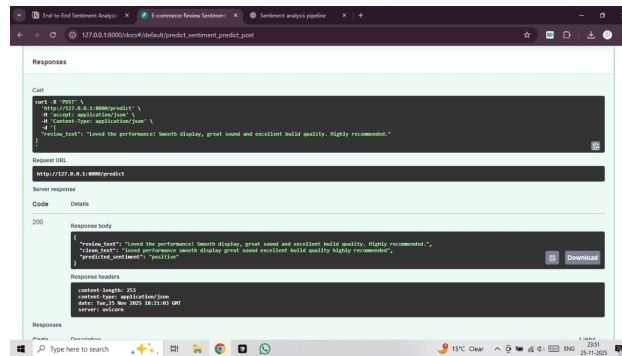 End-to-End Sentiment Analysis
E-commerce Review Sentiment
Sentiment analysis pipeline
127.0.0.1:8000/docs#/default/predict_sentiment_predict_post
Responses
Curl
curl -X 'POST' \
'http://127.0.0.1:8000/predict' \
-H 'accept: application/json' \
-H 'Content-Type: application/json' \
-d '{
"review_text": "Loved the performance! Smooth display, great sound and excellent build quality. Highly recommended."
}
'
Request URL
http://127.0.0.1:8000/predict
Server response
Code Details
200
Response body
{
"review_text": "Loved the performance! Smooth display, great sound and excellent build quality. Highly recommended.",
"clean_text": "loved performance smooth display great sound excellent build quality highly recommended",
"predicted_sentiment": "positive"
}
Download
Response headers
content-length: 253
content-type: application/json
date: Tue,25 Nov 2025 18:21:03 GMT
server: uvicorn
Responses
Code Description Links
Type here to search
15°C Clear
ENG
23:51
25-11-2025